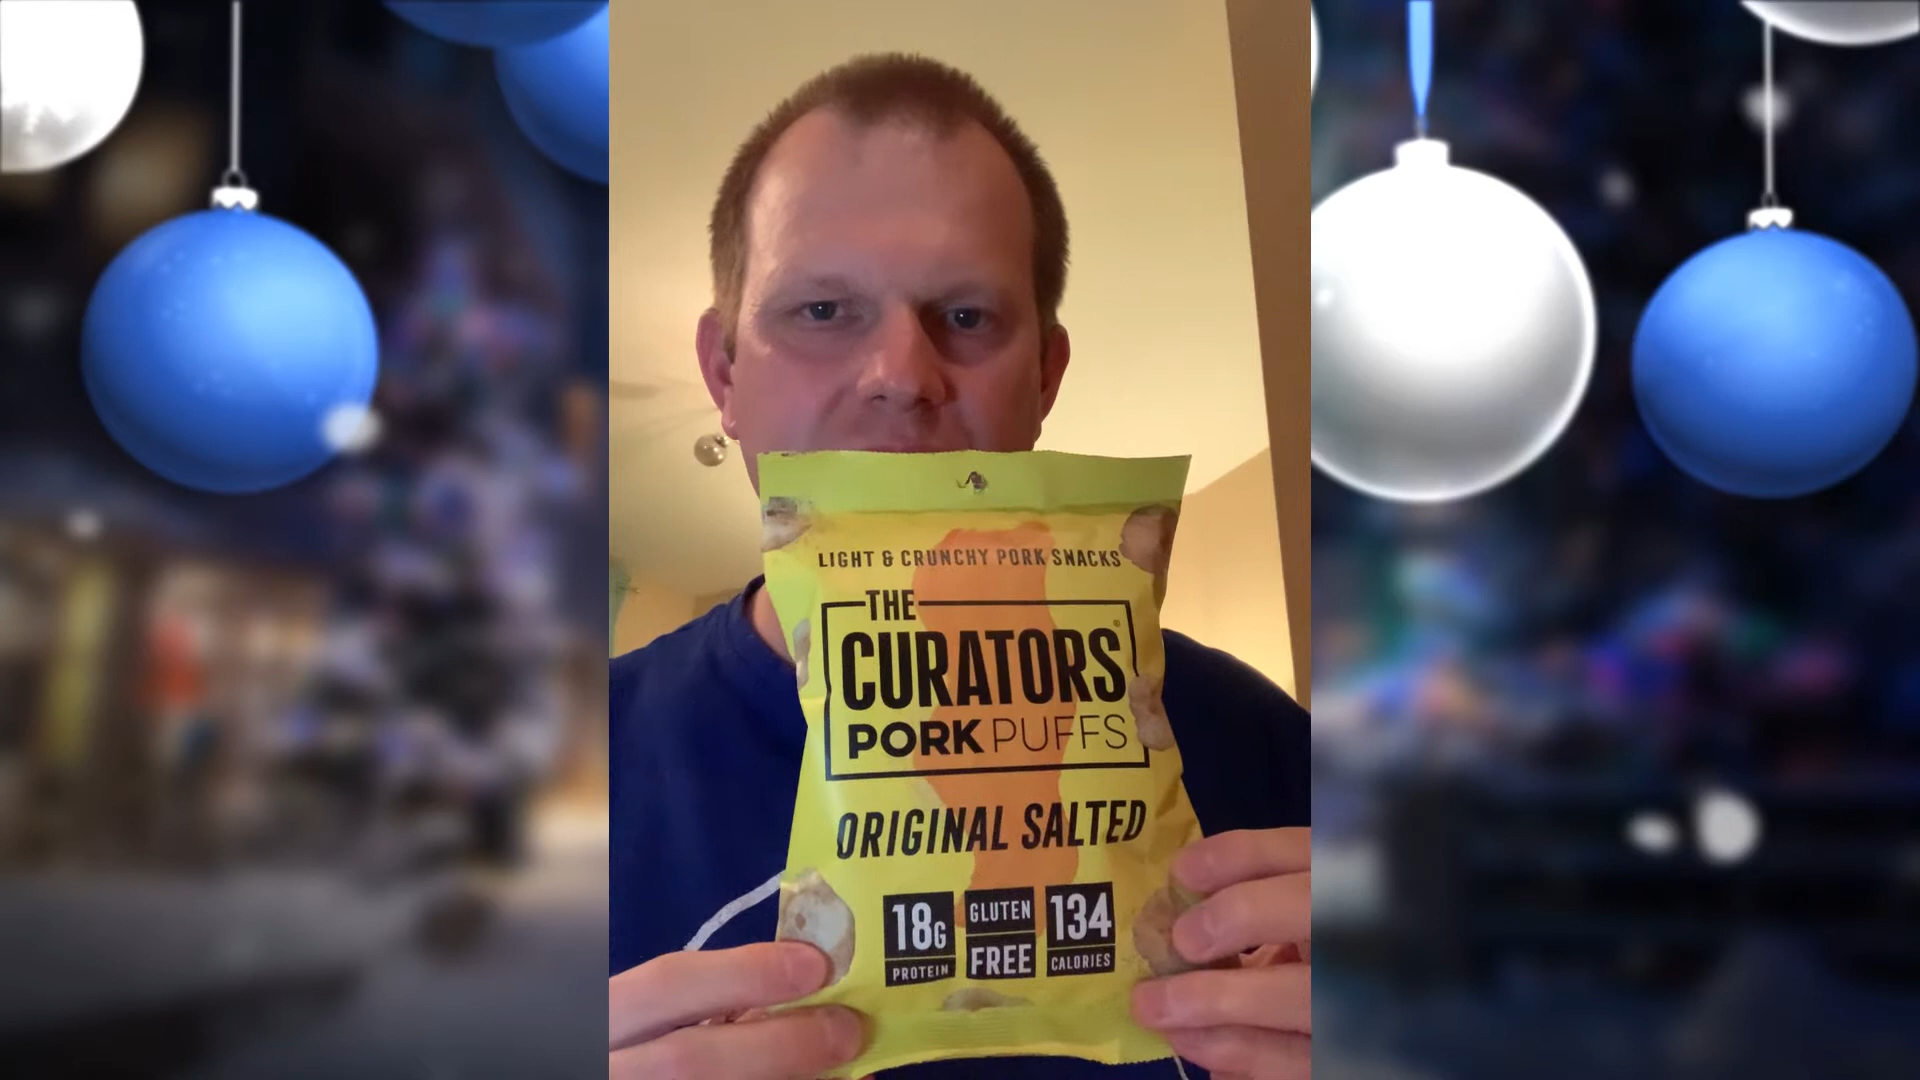 LIGHT & CRUNCHY PORK SNACKS
THE
CURATORS®
PORK PUFFS
ORIGINAL SALTED
18G
PROTEIN
GLUTEN
FREE
134
CALORIES